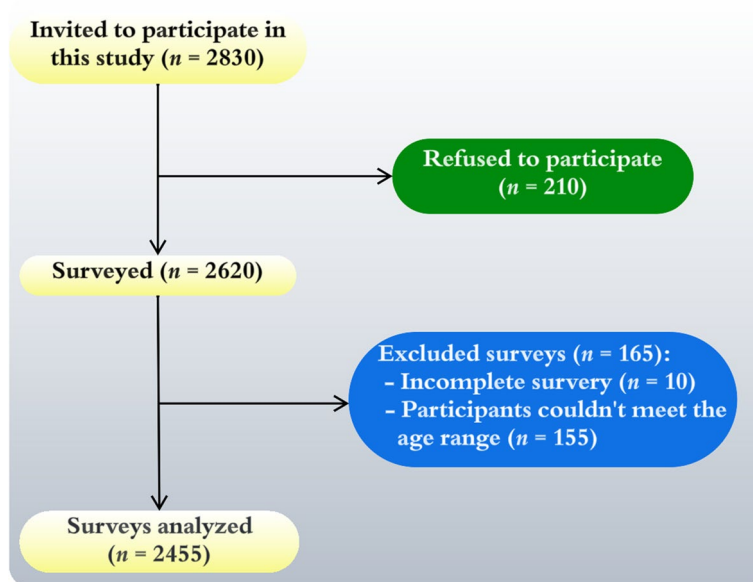 Invited to participate in
this study (n = 2830)
Refused to participate
(n = 210)
Surveyed (n = 2620)
Excluded surveys (n = 165):
- Incomplete survery (n = 10)
- Participants couldn't meet the
age range (n = 155)
Surveys analyzed
(n = 2455)